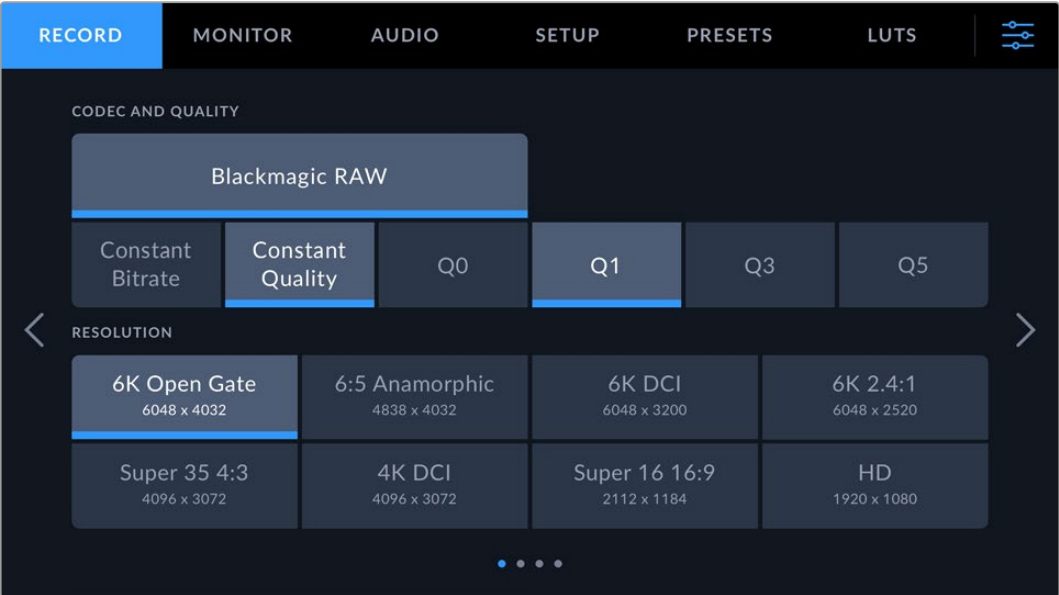 RECORD MONITOR AUDIO SETUP PRESETS LUTS
CODEC AND QUALITY
Blackmagic RAW
Constant Bitrate Constant Quality Q0 Q1 Q3 Q5
RESOLUTION
6K Open Gate 6:5 Anamorphic 6K DCI 6K 2.4:1
6048 x 4032 4838 x 4032 6048 x 3200 6048 x 2520
Super 35 4:3 4K DCI Super 16 16:9 HD
4096 x 3072 4096 x 3072 2112 x 1184 1920 x 1080